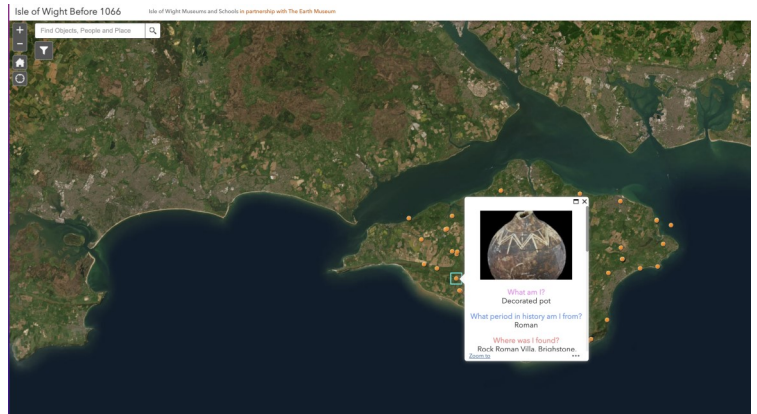 Isle of Wight Before 1066
Isle of Wight Museums and Schools in partnership with The Earth Museum
Find Objects, People and Place
What am I?
Decorated pot
What period in history am I from?
Roman
Where was I found?
Rock Roman Villa, Brighstone,
Zoom to